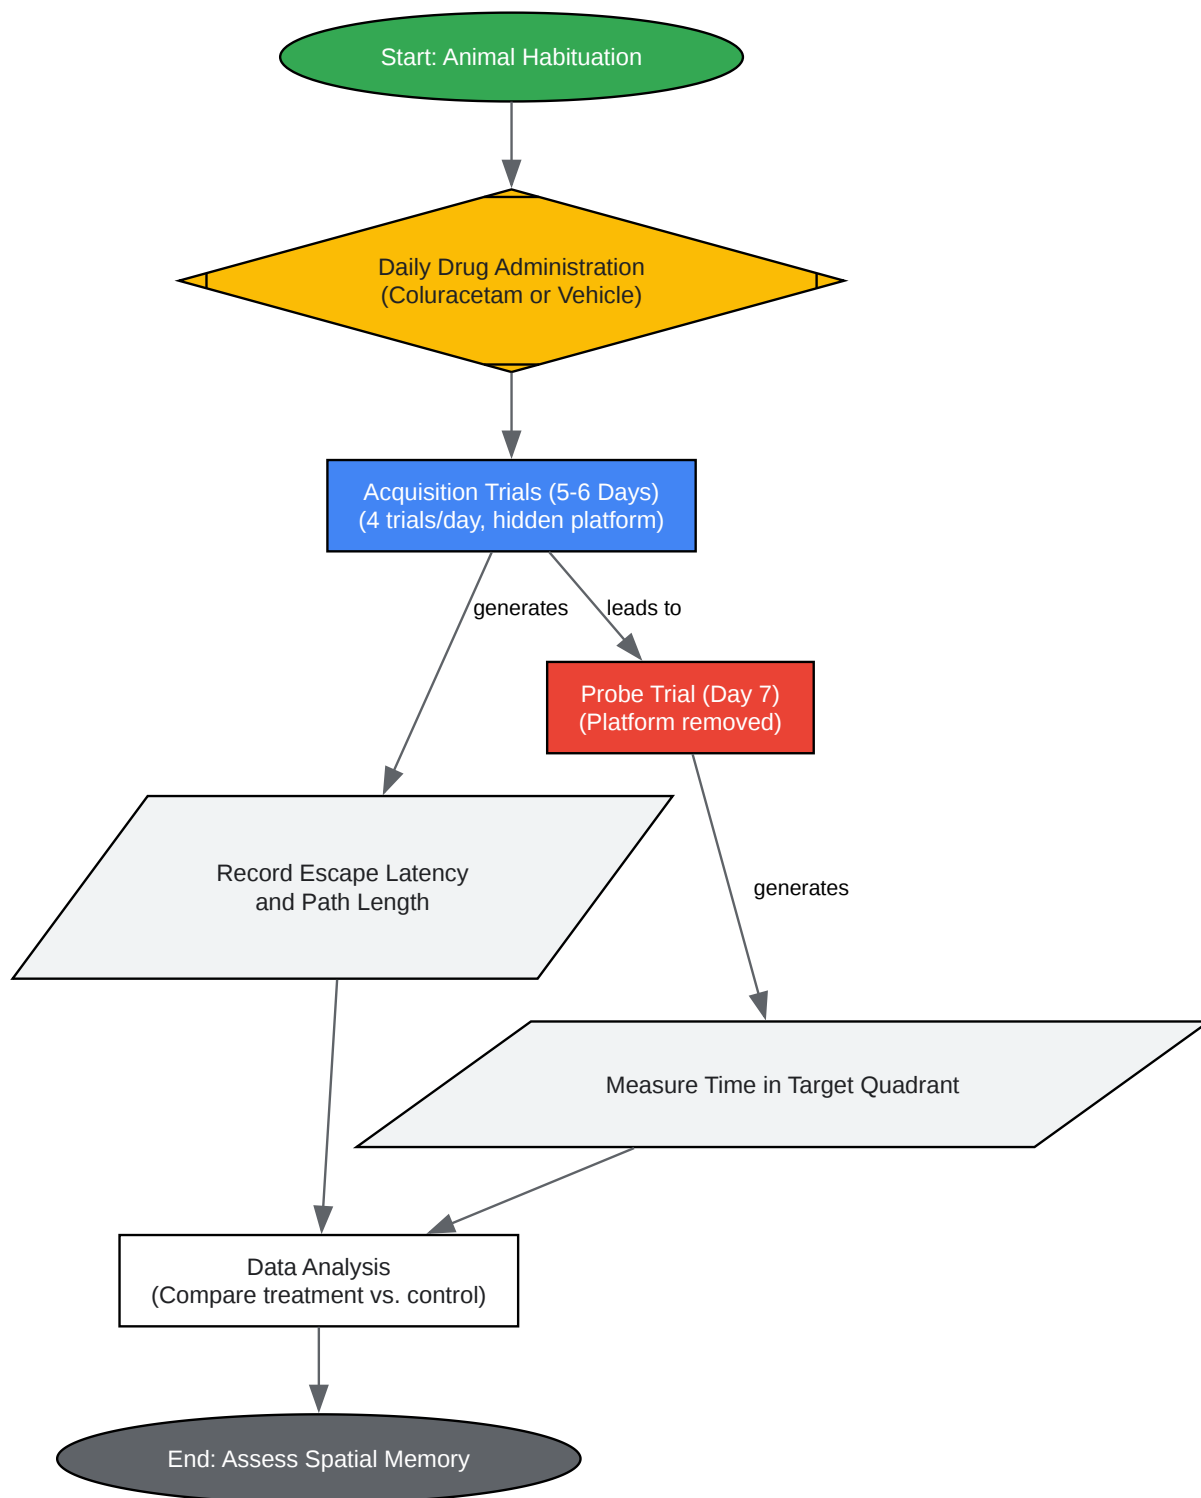 Start: Animal Habituation
Daily Drug Administration
(Coluracetam or Vehicle)
Acquisition Trials (5-6 Days)
(4 trials/day, hidden platform)
generates
leads to
Probe Trial (Day 7)
(Platform removed)
Record Escape Latency
and Path Length
generates
Measure Time in Target Quadrant
Data Analysis
(Compare treatment vs. control)
End: Assess Spatial Memory